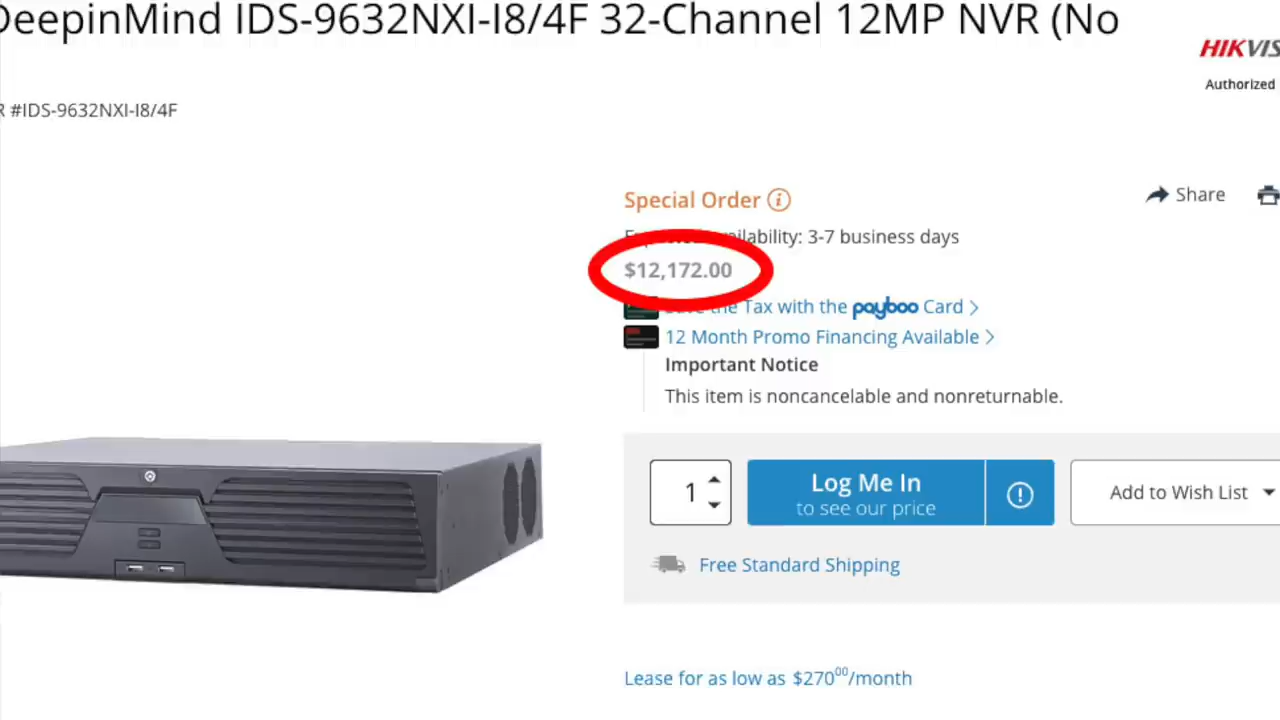 DeepinMind IDS-9632NXI-I8/4F 32-Channel 12MP NVR (No
HIKVIS
Authorized
R #IDS-9632NXI-I8/4F
Special Order
Share
availability: 3-7 business days
$12,172.00
the Tax with the payboo Card >
12 Month Promo Financing Available >
Important Notice
This item is noncancelable and nonreturnable.
1
Log Me In
to see our price
Add to Wish List
Free Standard Shipping
Lease for as low as $270⁰⁰/month